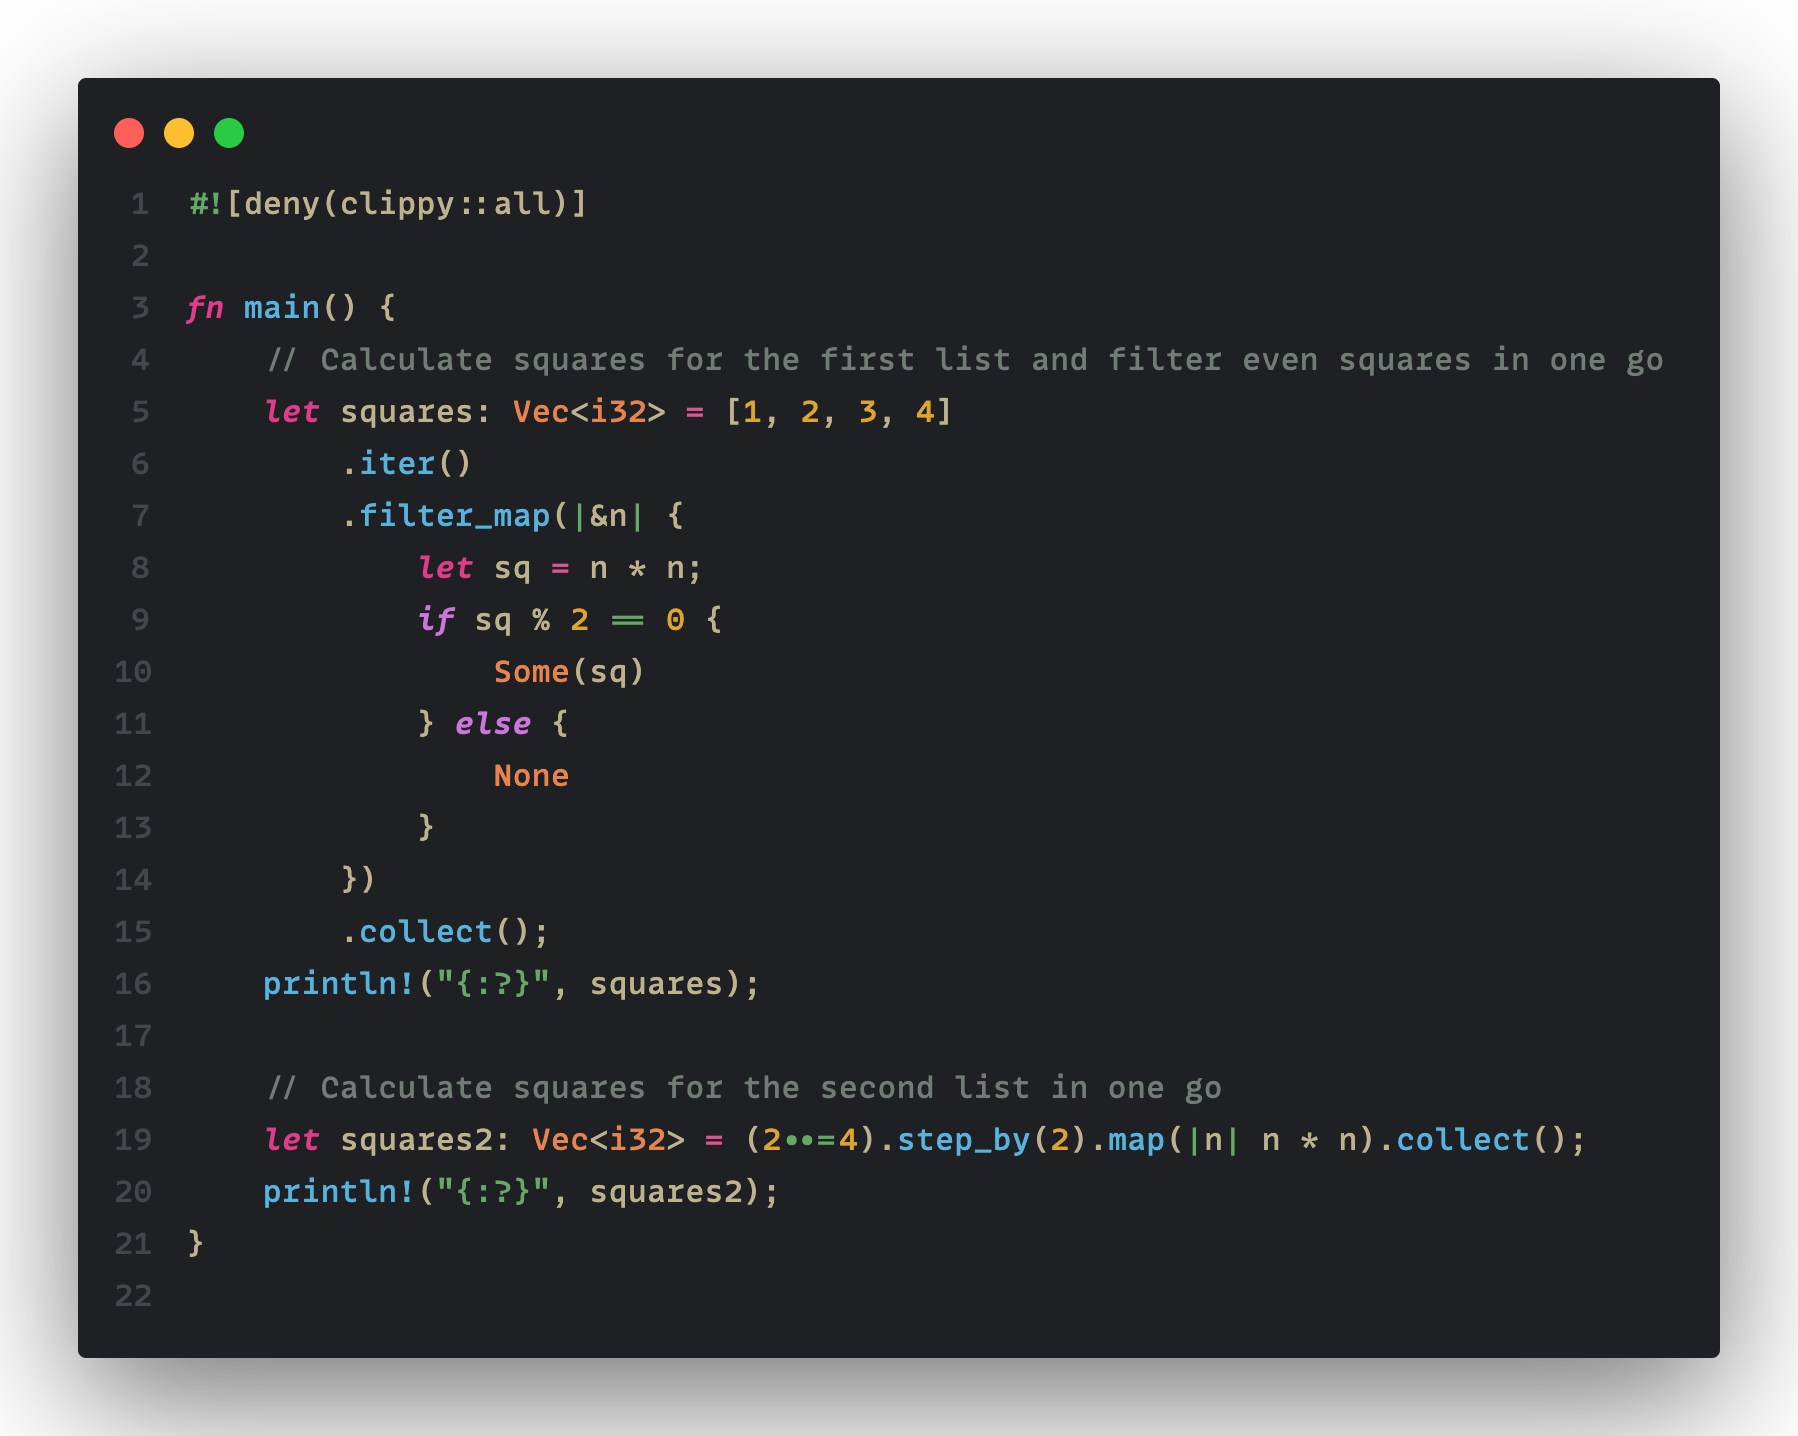 1 #![deny(clippy::all)]
2
3 fn main() {
4     // Calculate squares for the first list and filter even squares in one go
5     let squares: Vec<i32> = [1, 2, 3, 4]
6         .iter()
7         .filter_map(|&n| {
8             let sq = n * n;
9             if sq % 2 == 0 {
10                 Some(sq)
11             } else {
12                 None
13             }
14         })
15         .collect();
16     println!("{:?}", squares);
17
18     // Calculate squares for the second list in one go
19     let squares2: Vec<i32> = (2..=4).step_by(2).map(|n| n * n).collect();
20     println!("{:?}", squares2);
21 }
22